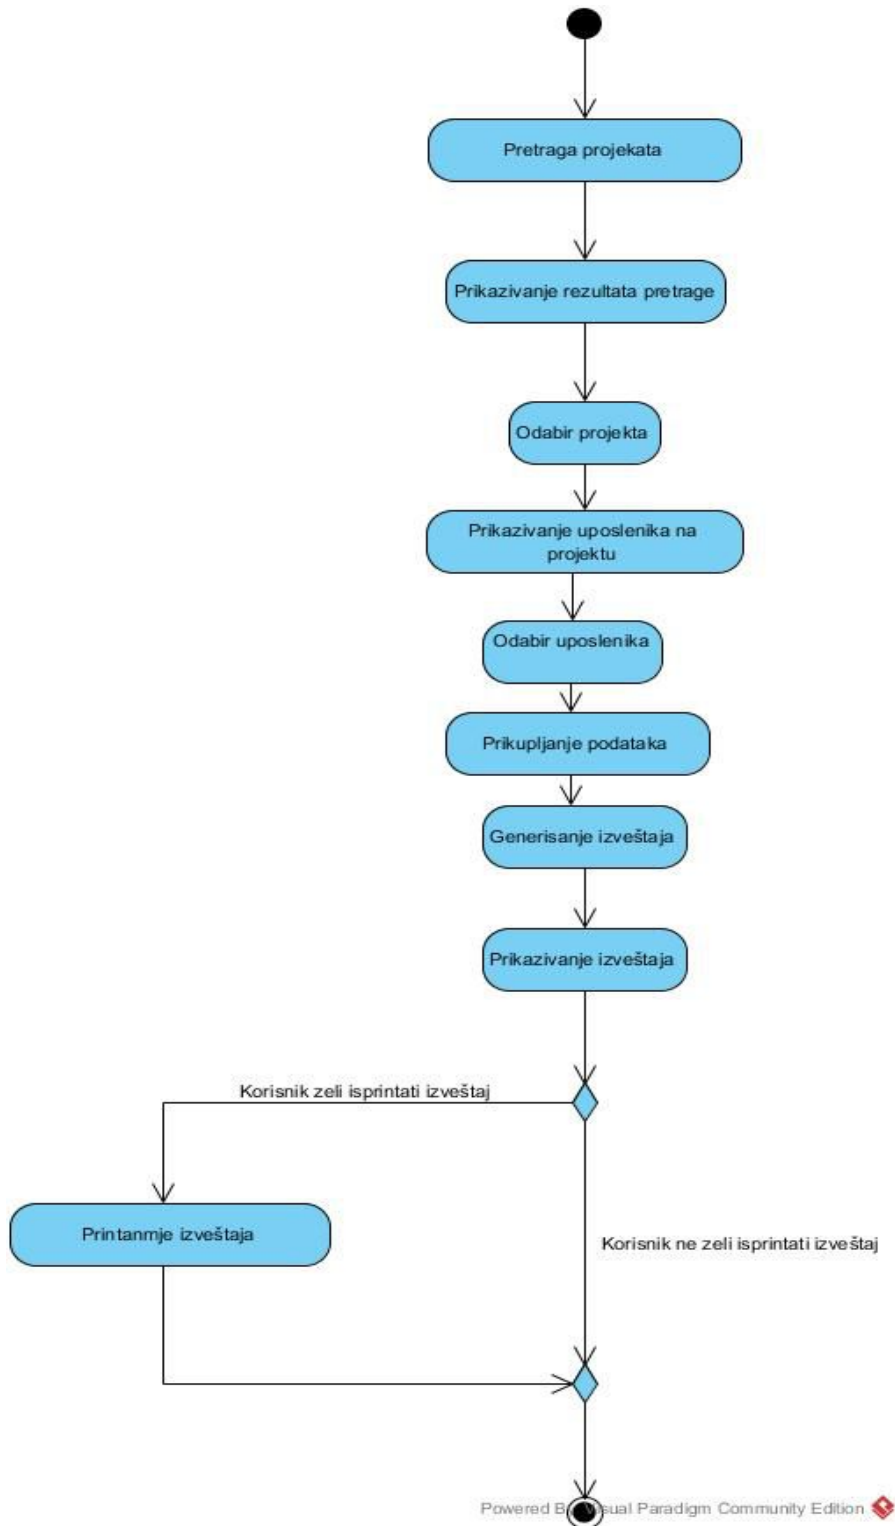 Pretraga projekata
Prikazivanje rezultata pretrage
Odabir projekta
Prikazivanje uposlenika na
projektu
Odabir uposlenika
Prikupljanje podataka
Generisanje izveštaja
Prikazivanje izveštaja
Korisnik zeli isprintati izveštaj
Printanmje izveštaja
Korisnik ne zeli isprintati izveštaj
Powered By Visual Paradigm Community Edition